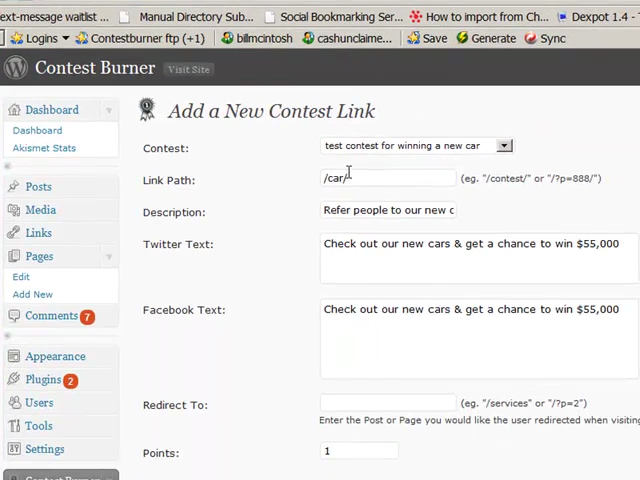 ext-message waitlist ... Manual Directory Sub... Social Bookmarking Ser... How to import from Ch... Dexpot 1.4 -
Logins Contestburner ftp (+1) billmcintosh cashunclaime... Save Generate Sync
Contest Burner Visit Site
Dashboard
Dashboard
Akismet Stats
Posts
Media
Links
Pages
Edit
Add New
Comments 7
Appearance
Plugins 2
Users
Tools
Settings
Add a New Contest Link
Contest: test contest for winning a new car
Link Path: /car/ (eg. "/contest/" or "/?p=888/")
Description: Refer people to our new c
Twitter Text: Check out our new cars & get a chance to win $55,000
Facebook Text: Check out our new cars & get a chance to win $55,000
Redirect To: (eg. "/services" or "/?p=2")
Enter the Post or Page you would like the user redirected when visiting
Points: 1